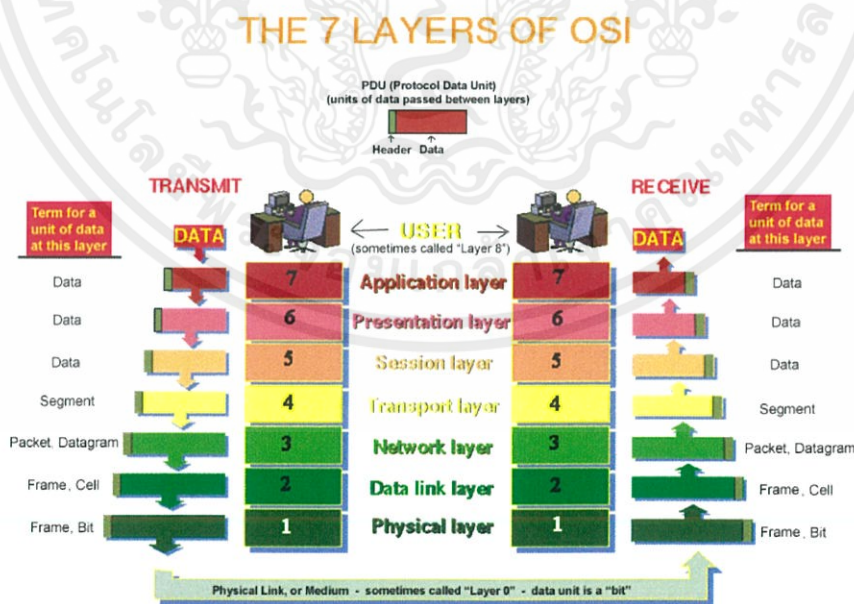 THE 7 LAYERS OF OSI
PDU (Protocol Data Unit)
(units of data passed between layers)
Header Data
TRANSMIT
RECEIVE
Term for a
unit of data
at this layer
DATA
← USER →
(sometimes called "Layer 8")
DATA
Term for a
unit of data
at this layer
Data 7 Application layer 7 Data
Data 6 Presentation layer 6 Data
Data 5 Session layer 5 Data
Segment 4 Transport layer 4 Segment
Packet, Datagram 3 Network layer 3 Packet, Datagram
Frame, Cell 2 Data link layer 2 Frame, Cell
Frame, Bit 1 Physical layer 1 Frame, Bit
Physical Link, or Medium - sometimes called "Layer 0" - data unit is a "bit"